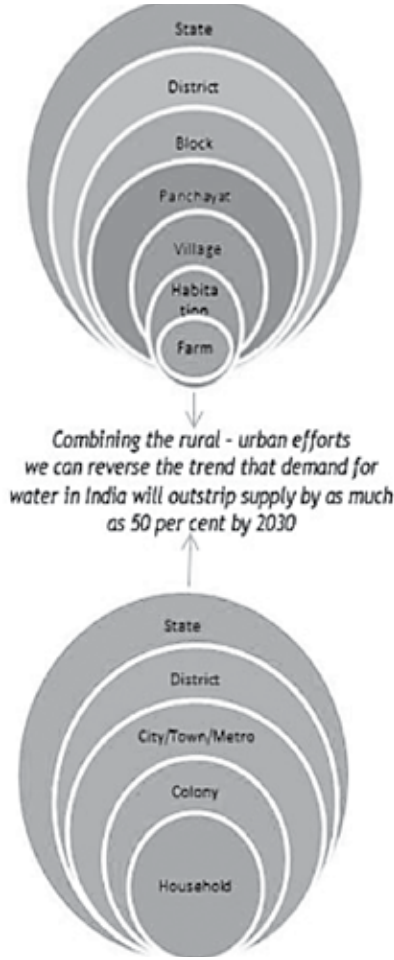 State
District
Block
Panchayat
Village
Habita
tion
Farm
Combining the rural - urban efforts
we can reverse the trend that demand for
water in India will outstrip supply by as much
as 50 per cent by 2030
State
District
City/Town/Metro
Colony
Household